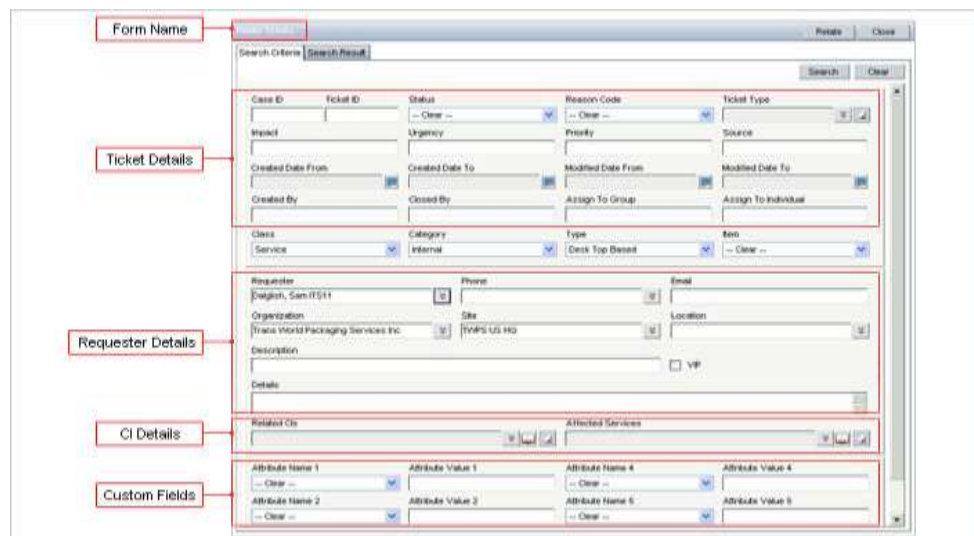 Form Name
Relate Close
Search Criteria Search Result
Search Clear
Case ID Ticket ID Status Reason Code Ticket Type
-- Clear -- -- Clear --
Impact Urgency Priority Source
Ticket Details
Created Date From Created Date To Modified Date From Modified Date To
Created By Closed By Assign To Group Assign To Individual
Class Category Type Item
Service Internal Desk Top Based -- Clear --
Requester Phone Email
Dalglish, Sam ITS11
Organization Site Location
Trans World Packaging Services Inc TWPS US HQ
Requester Details
Description
VIP
Details
Related CIs Affected Services
CI Details
Attribute Name 1 Attribute Value 1 Attribute Name 4 Attribute Value 4
-- Clear -- -- Clear --
Custom Fields
Attribute Name 2 Attribute Value 2 Attribute Name 5 Attribute Value 5
-- Clear -- -- Clear --